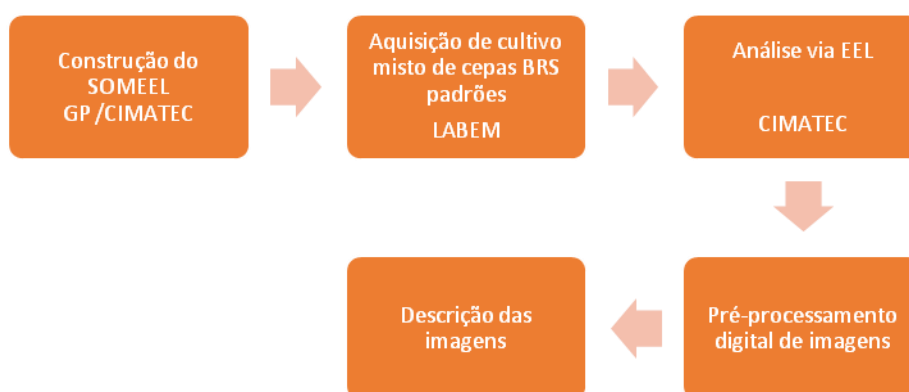 Construção do
SOMEEL
GP /CIMATEC
Aquisição de cultivo
misto de cepas BRS
padrões
LABEM
Análise via EEL
CIMATEC
Pré-processamento
digital de imagens
Descrição das
imagens